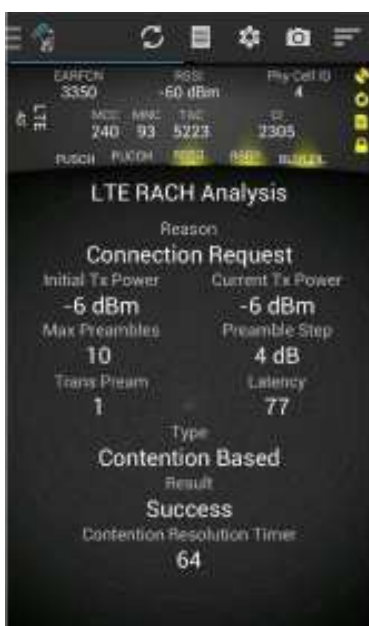 EARFCN RSSI Phy-Cell ID
3350 -60 dBm 4
LTE
MCC MNC TAC CI
240 93 5223 2305
PUSCH PUCCH
LTE RACH Analysis
Reason
Connection Request
Initial Tx Power Current Tx Power
-6 dBm -6 dBm
Max Preambles Preamble Step
10 4 dB
Trans Pream Latency
1 77
Type
Contention Based
Result
Success
Contention Resolution Timer
64